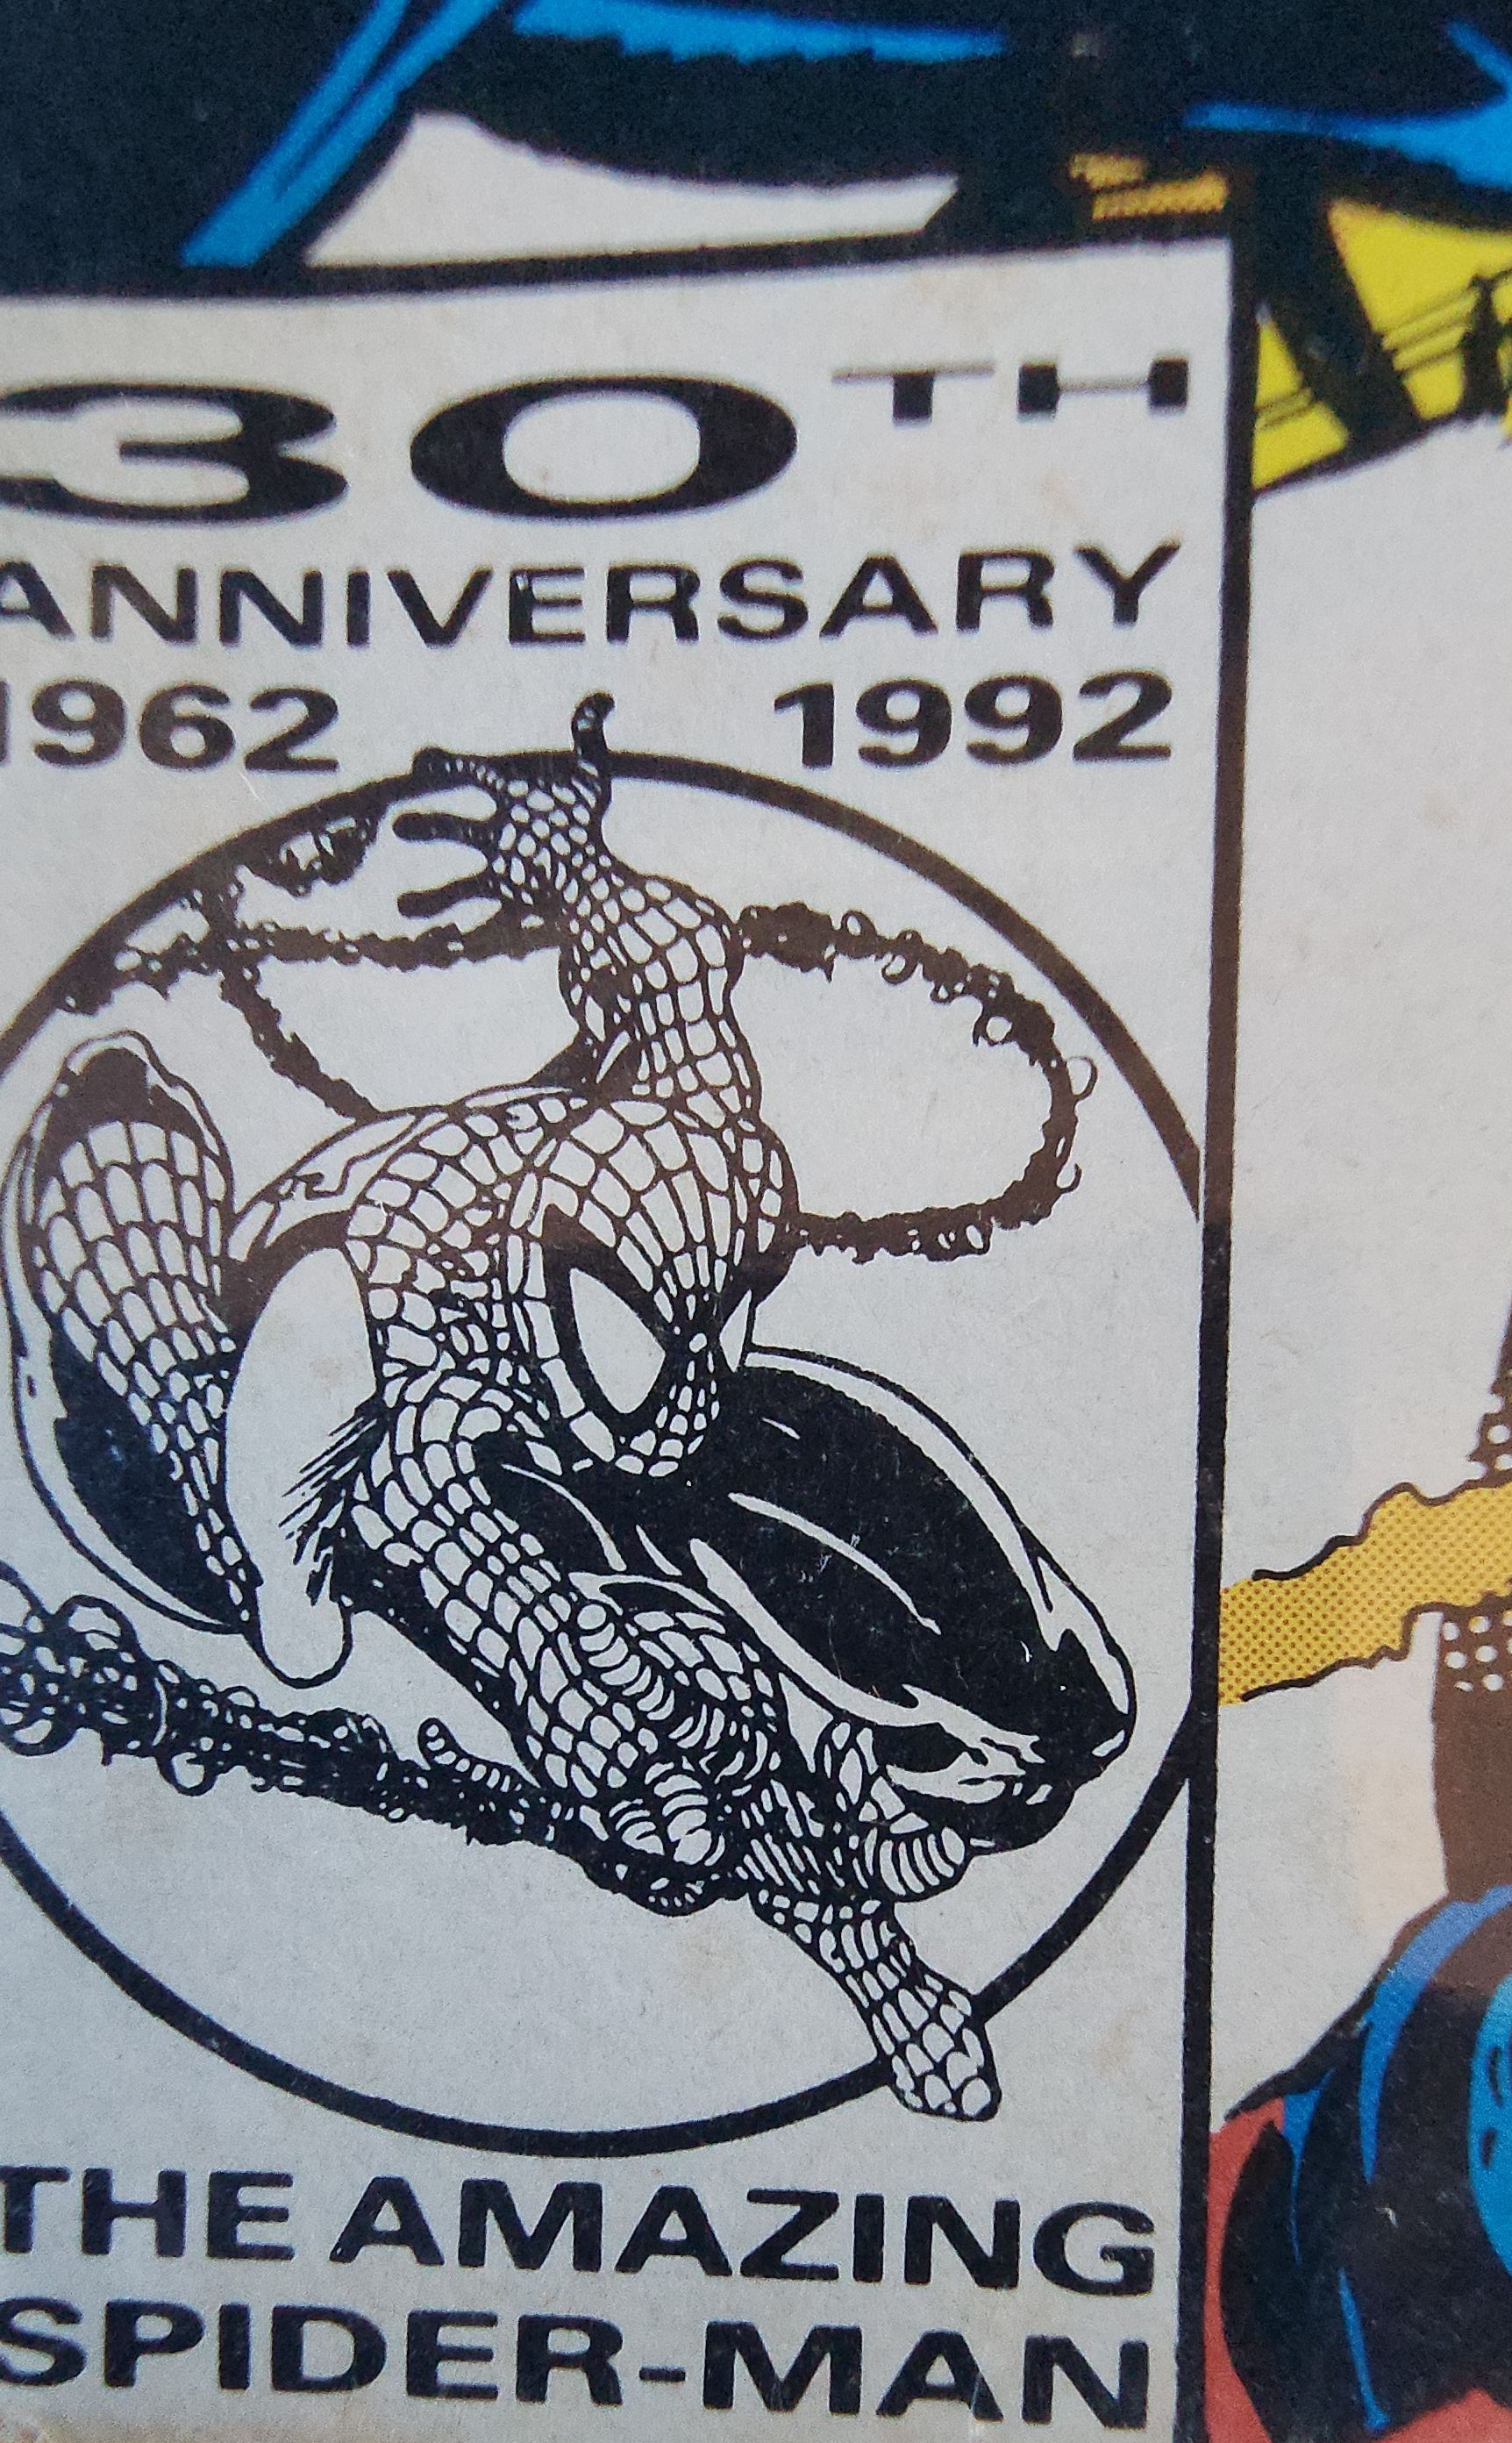 30TH
ANNIVERSARY
1962 1992
THE AMAZING
SPIDER-MAN